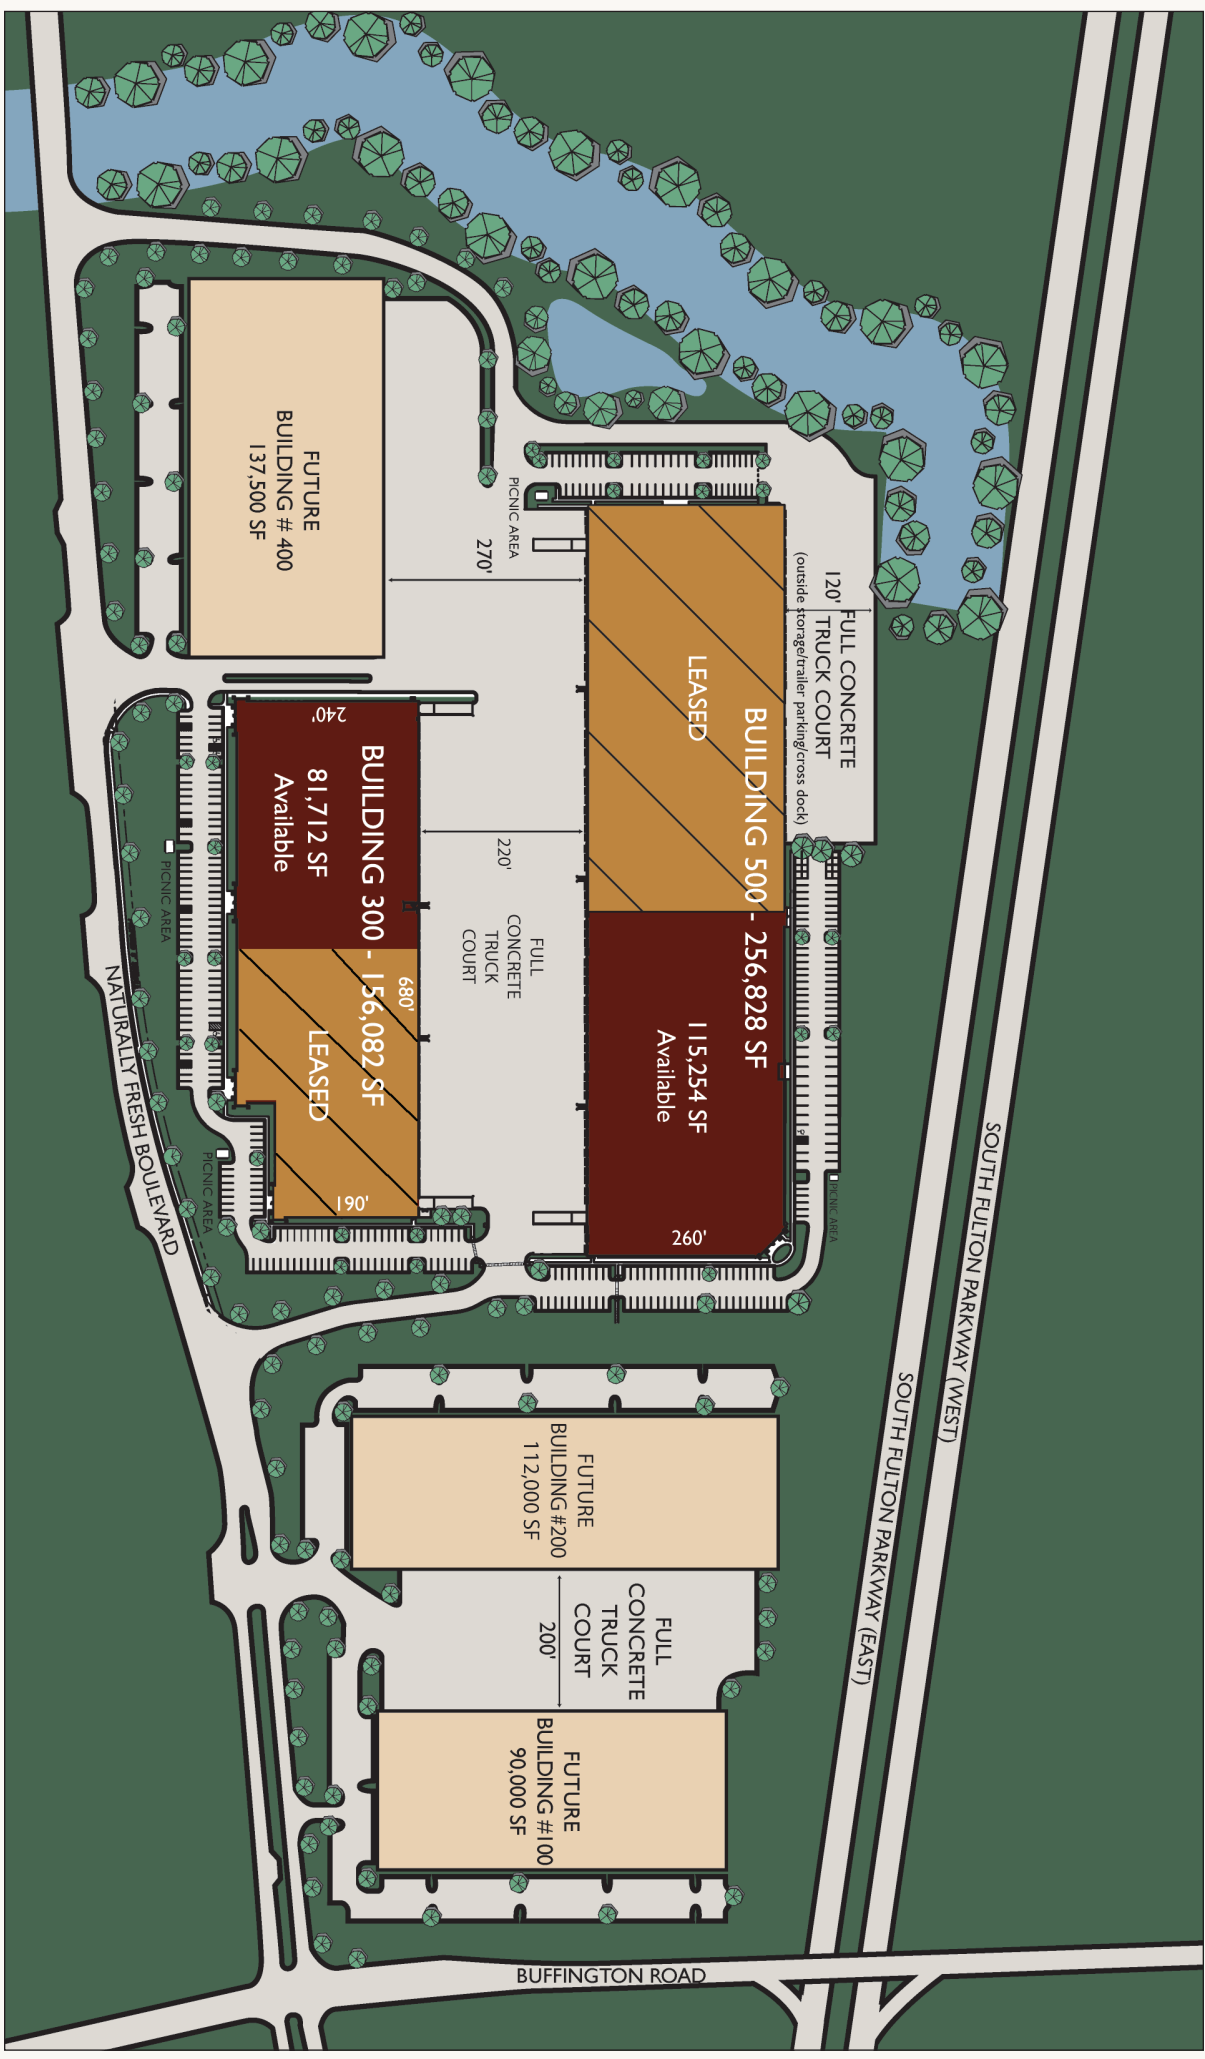 FUTURE
BUILDING # 400
137,500 SF
PICNIC AREA
270'
120'
FULL CONCRETE
TRUCK COURT
(outside storage/trailer parking/cross dock)
BUILDING 500 - 256,828 SF
LEASED
115,254 SF
Available
260'
240'
BUILDING 300 - 156,082 SF
81,712 SF
Available
680'
LEASED
190'
220'
FULL
CONCRETE
TRUCK
COURT
PICNIC AREA
PICNIC AREA
PICNIC AREA
NATURALLY FRESH BOULEVARD
SOUTH FULTON PARKWAY (WEST)
SOUTH FULTON PARKWAY (EAST)
FUTURE
BUILDING #200
112,000 SF
FULL
CONCRETE
TRUCK
COURT
200'
FUTURE
BUILDING #100
90,000 SF
BUFFINGTON ROAD